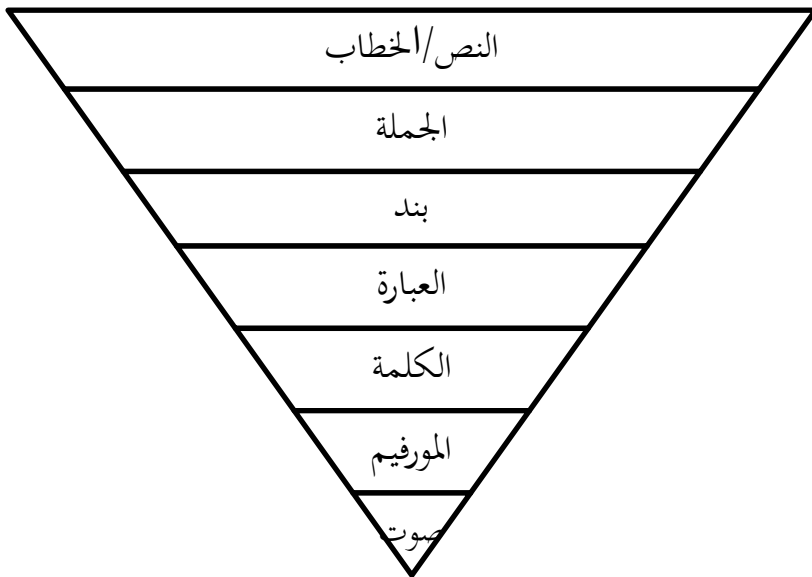 النص/الخطاب
الجملة
بند
العبارة
الكلمة
المورفيم
صوت